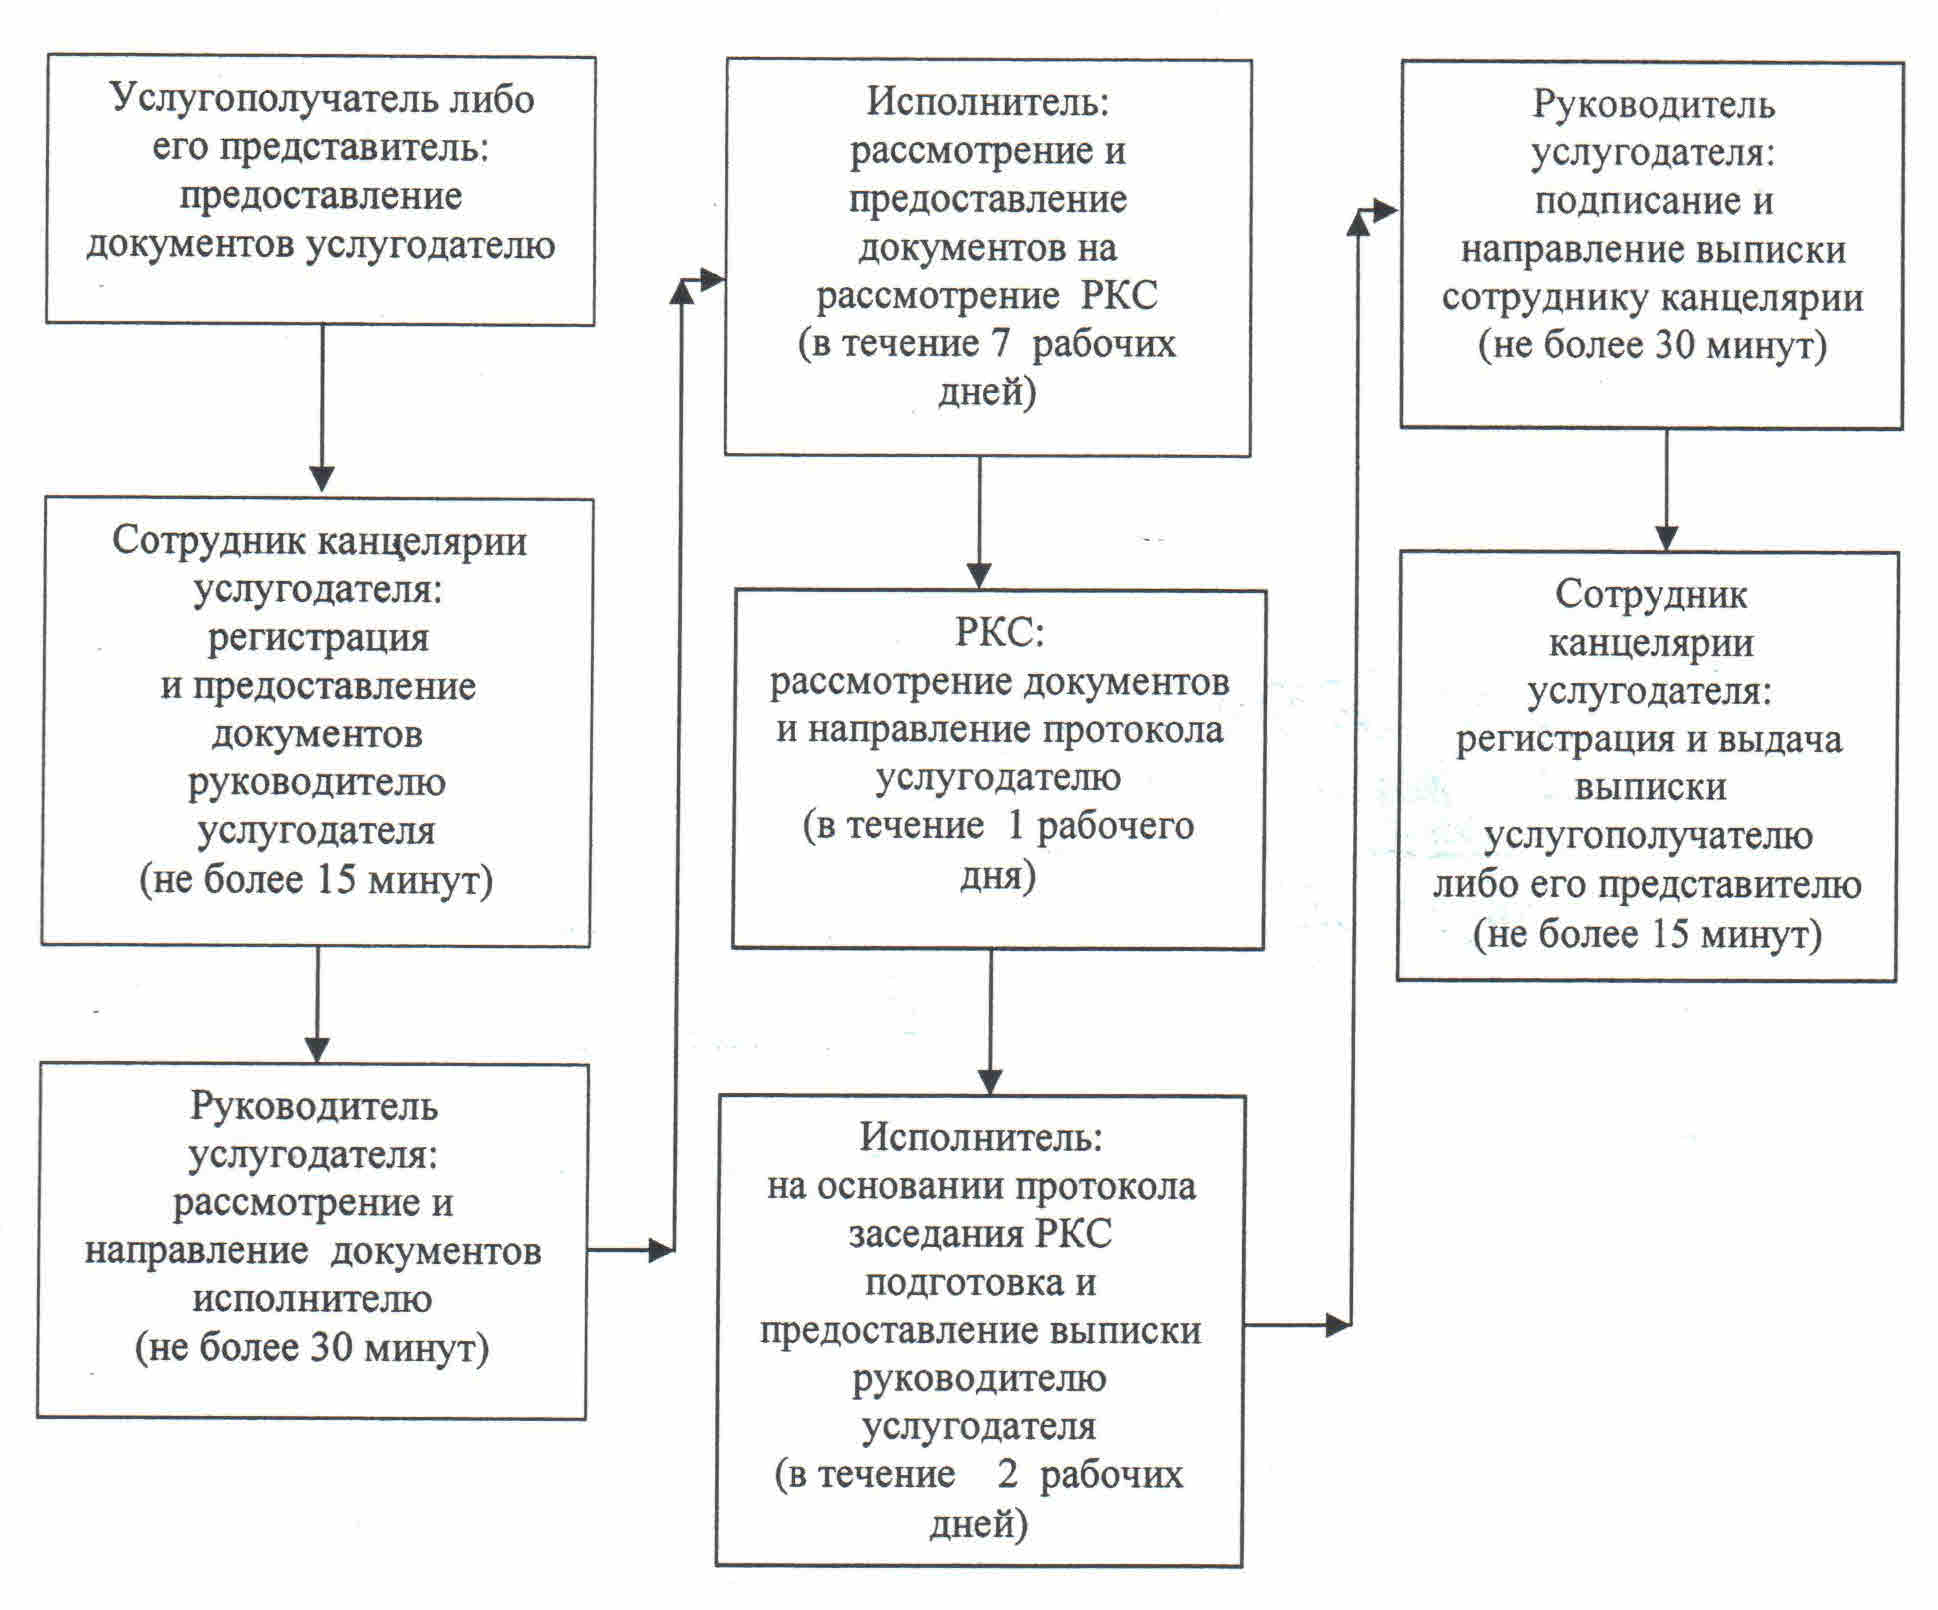 Услугополучатель либо
его представитель:
предоставление
документов услугодателю
Сотрудник канцелярии
услугодателя:
регистрация
и предоставление
документов
руководителю
услугодателя
(не более 15 минут)
Руководитель
услугодателя:
рассмотрение и
направление документов
исполнителю
(не более 30 минут)
Исполнитель:
рассмотрение и
предоставление
документов на
рассмотрение РКС
(в течение 7 рабочих
дней)
РКС:
рассмотрение документов
и направление протокола
услугодателю
(в течение 1 рабочего
дня)
Исполнитель:
на основании протокола
заседания РКС
подготовка и
предоставление выписки
руководителю
услугодателя
(в течение 2 рабочих
дней)
Руководитель
услугодателя:
подписание и
направление выписки
сотруднику канцелярии
(не более 30 минут)
Сотрудник
канцелярии
услугодателя:
регистрация и выдача
выписки
услугополучателю
либо его представителю
(не более 15 минут)